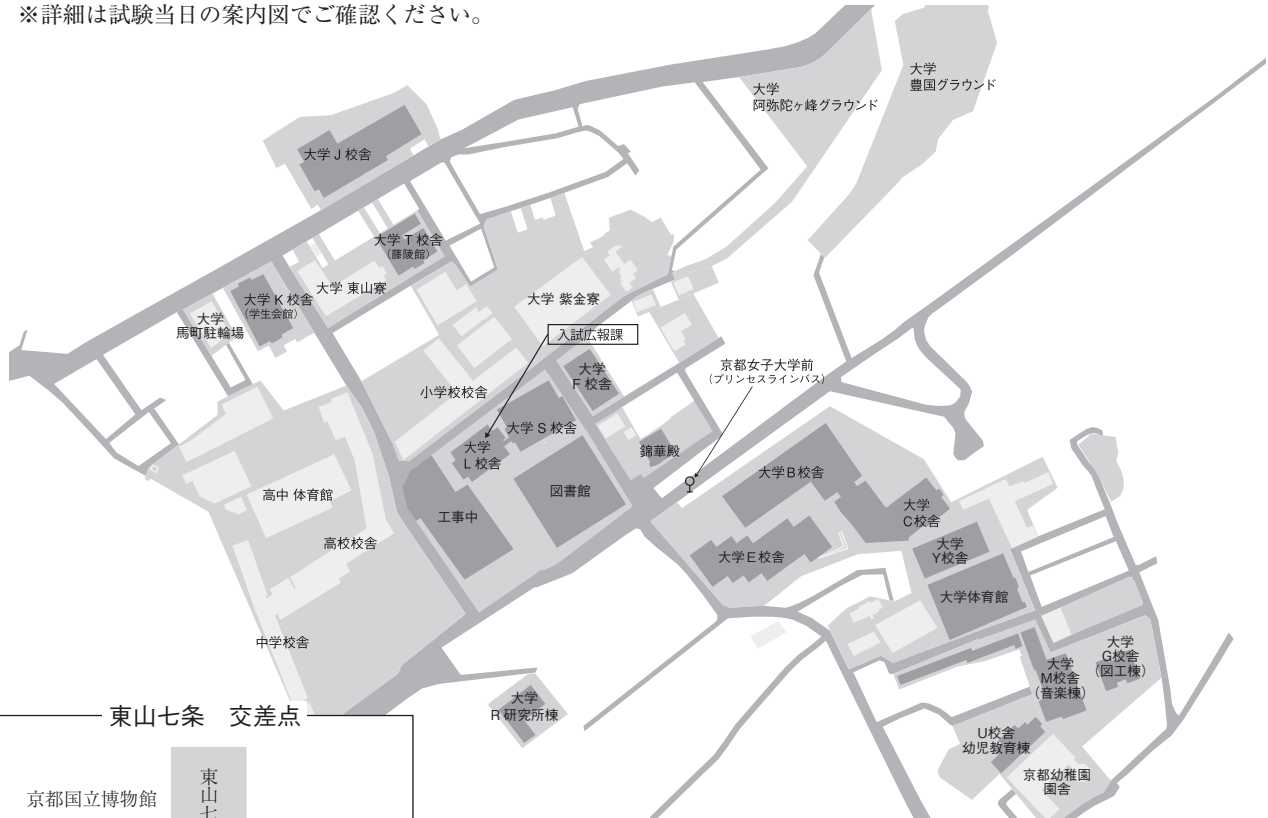 ※詳細は試験当日の案内図でご確認ください。
大学
豊国グラウンド
大学
阿弥陀ヶ峰グラウンド
大学 J 校舎
大学 T 校舎
（藤陵館）
大学 東山寮
大学 K 校舎
（学生会館）
大学
馬町駐輪場
大学 紫金寮
入試広報課
大学
F 校舎
京都女子大学前
（プリンセスラインバス）
小学校校舎
大学 S 校舎
大学
L 校舎
錦華殿
図書館
工事中
高中 体育館
高校校舎
中学校舎
大学B校舎
大学
C校舎
大学E校舎
大学
Y校舎
大学体育館
大学
G校舎
（図工棟）
大学
M校舎
（音楽棟）
大学
R 研究所棟
U校舎
幼児教育棟
京都幼稚園
園舎
東山七条　交差点
京都国立博物館
東山七